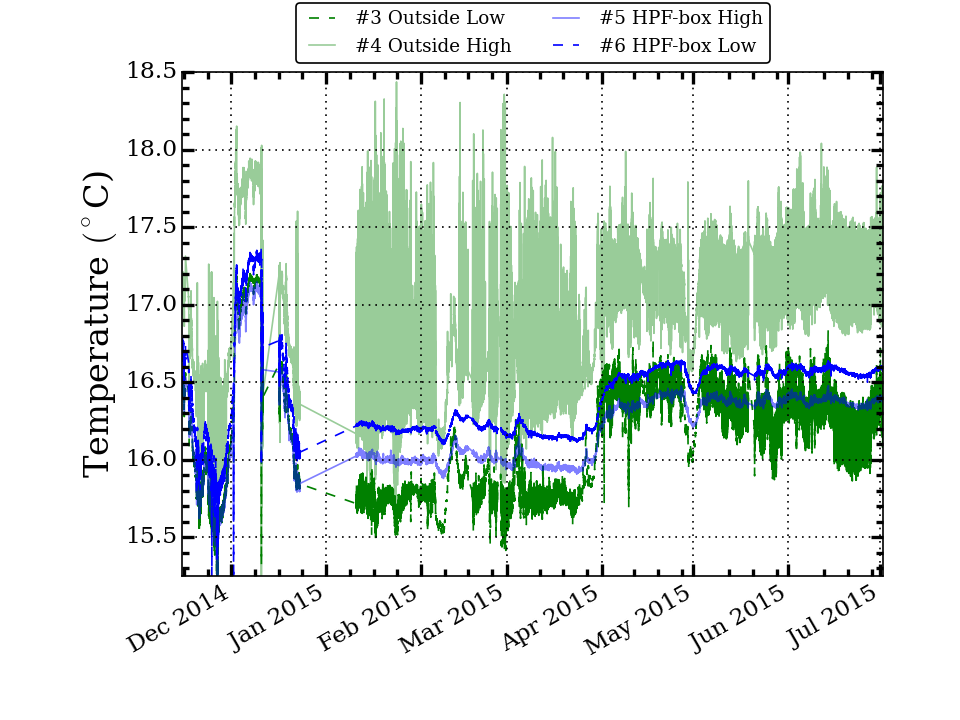 #3 Outside Low
#4 Outside High
#5 HPF-box High
#6 HPF-box Low
Temperature (°C)
18.5
18.0
17.5
17.0
16.5
16.0
15.5
Dec 2014
Jan 2015
Feb 2015
Mar 2015
Apr 2015
May 2015
Jun 2015
Jul 2015